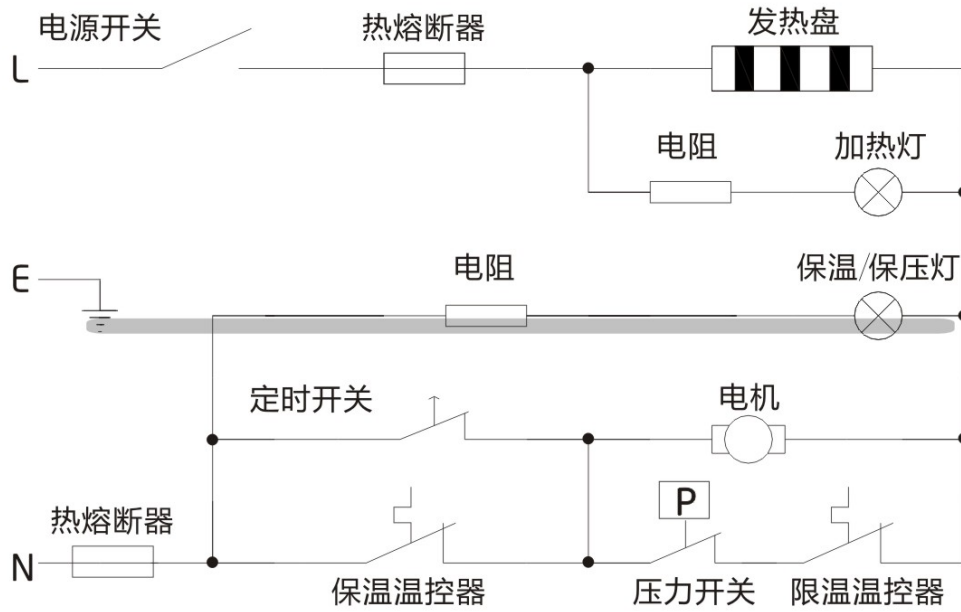 电源开关
热熔断器
发热盘
L
电阻
加热灯
E
电阻
保温/保压灯
定时开关
电机
热熔断器
P
N
保温温控器
压力开关
限温温控器